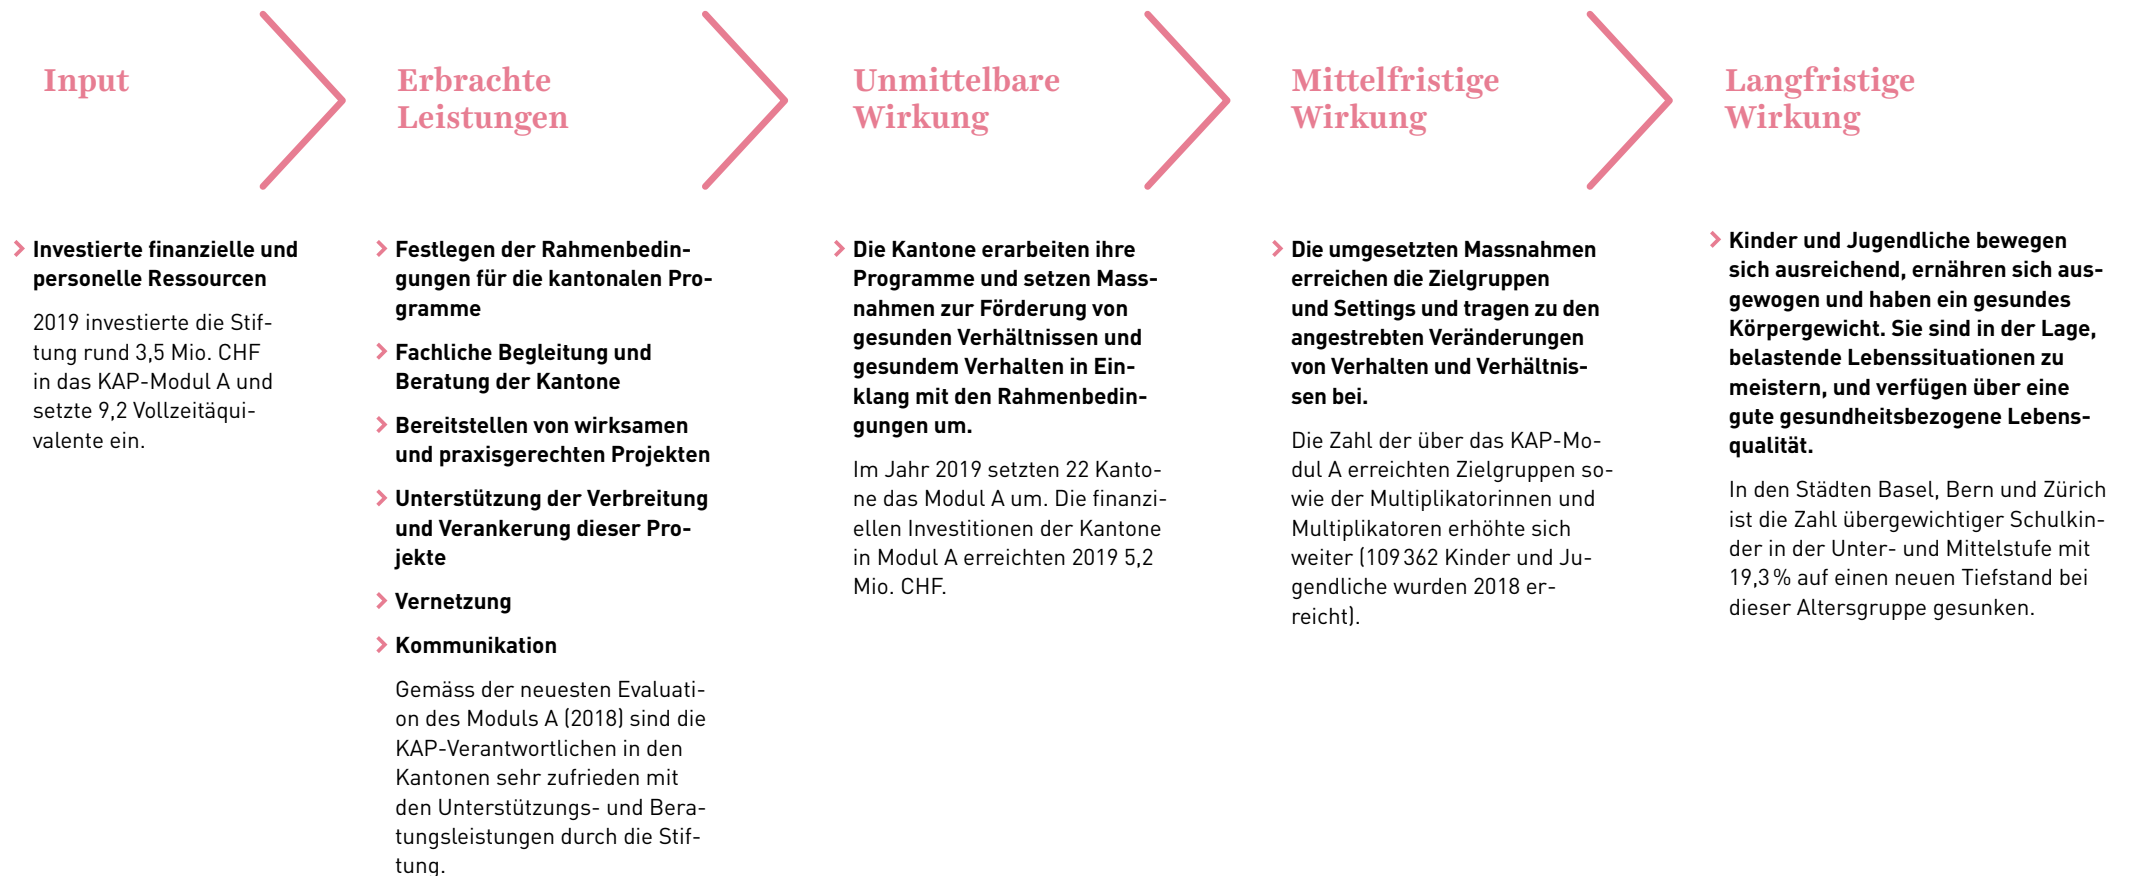 Input
Investierte finanzielle und
personelle Ressourcen
2019 investierte die Stif-
tung rund 3,5 Mio. CHF
in das KAP-Modul A und
setzte 9,2 Vollzeitäqui-
valente ein.
Erbrachte
Leistungen
Festlegen der Rahmenbedin-
gungen für die kantonalen Pro-
gramme
Fachliche Begleitung und
Beratung der Kantone
Bereitstellen von wirksamen
und praxisgerechten Projekten
Unterstützung der Verbreitung
und Verankerung dieser Pro-
jekte
Vernetzung
Kommunikation
Gemäss der neuesten Evaluati-
on des Moduls A (2018) sind die
KAP-Verantwortlichen in den
Kantonen sehr zufrieden mit
den Unterstützungs- und Bera-
tungsleistungen durch die Stif-
tung.
Unmittelbare
Wirkung
Die Kantone erarbeiten ihre
Programme und setzen Mass-
nahmen zur Förderung von
gesunden Verhältnissen und
gesundem Verhalten in Ein-
klang mit den Rahmenbedin-
gungen um.
Im Jahr 2019 setzten 22 Kanto-
ne das Modul A um. Die finanzi-
ellen Investitionen der Kantone
in Modul A erreichten 2019 5,2
Mio. CHF.
Mittelfristige
Wirkung
Die umgesetzten Massnahmen
erreichen die Zielgruppen
und Settings und tragen zu den
angestrebten Veränderungen
von Verhalten und Verhältnis-
sen bei.
Die Zahl der über das KAP-Mo-
dul A erreichten Zielgruppen so-
wie der Multiplikatorinnen und
Multiplikatoren erhöhte sich
weiter (109 362 Kinder und Ju-
gendliche wurden 2018 er-
reicht).
Langfristige
Wirkung
Kinder und Jugendliche bewegen
sich ausreichend, ernähren sich aus-
gewogen und haben ein gesundes
Körpergewicht. Sie sind in der Lage,
belastende Lebenssituationen zu
meistern, und verfügen über eine
gute gesundheitsbezogene Lebens-
qualität.
In den Städten Basel, Bern und Zürich
ist die Zahl übergewichtiger Schulkin-
der in der Unter- und Mittelstufe mit
19,3 % auf einen neuen Tiefstand bei
dieser Altersgruppe gesunken.